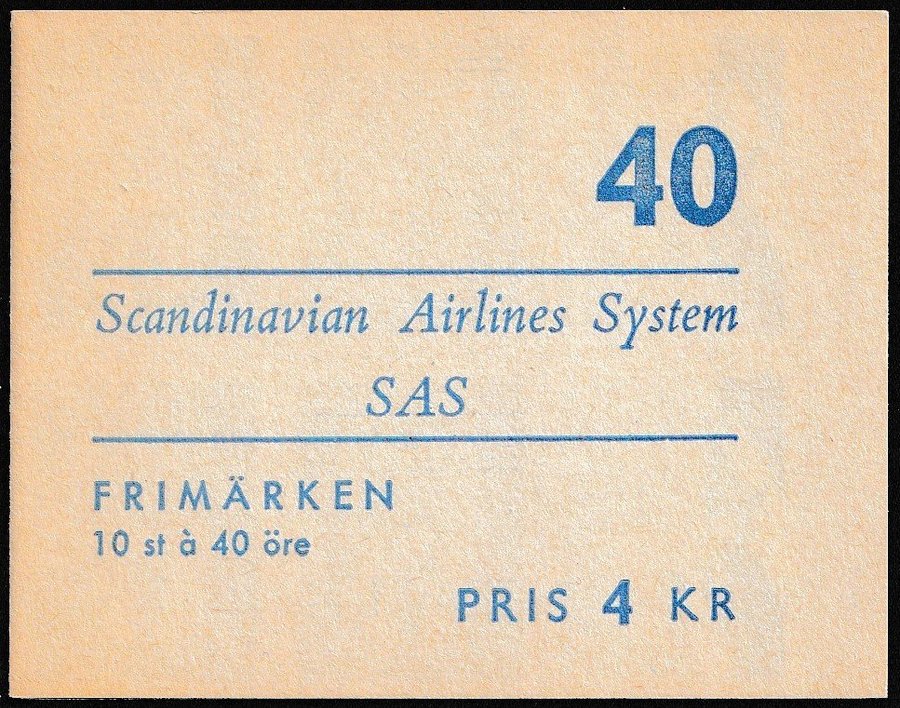 40
Scandinavian Airlines System
SAS
FRIMÄRKEN
10 st à 40 öre
PRIS 4 KR